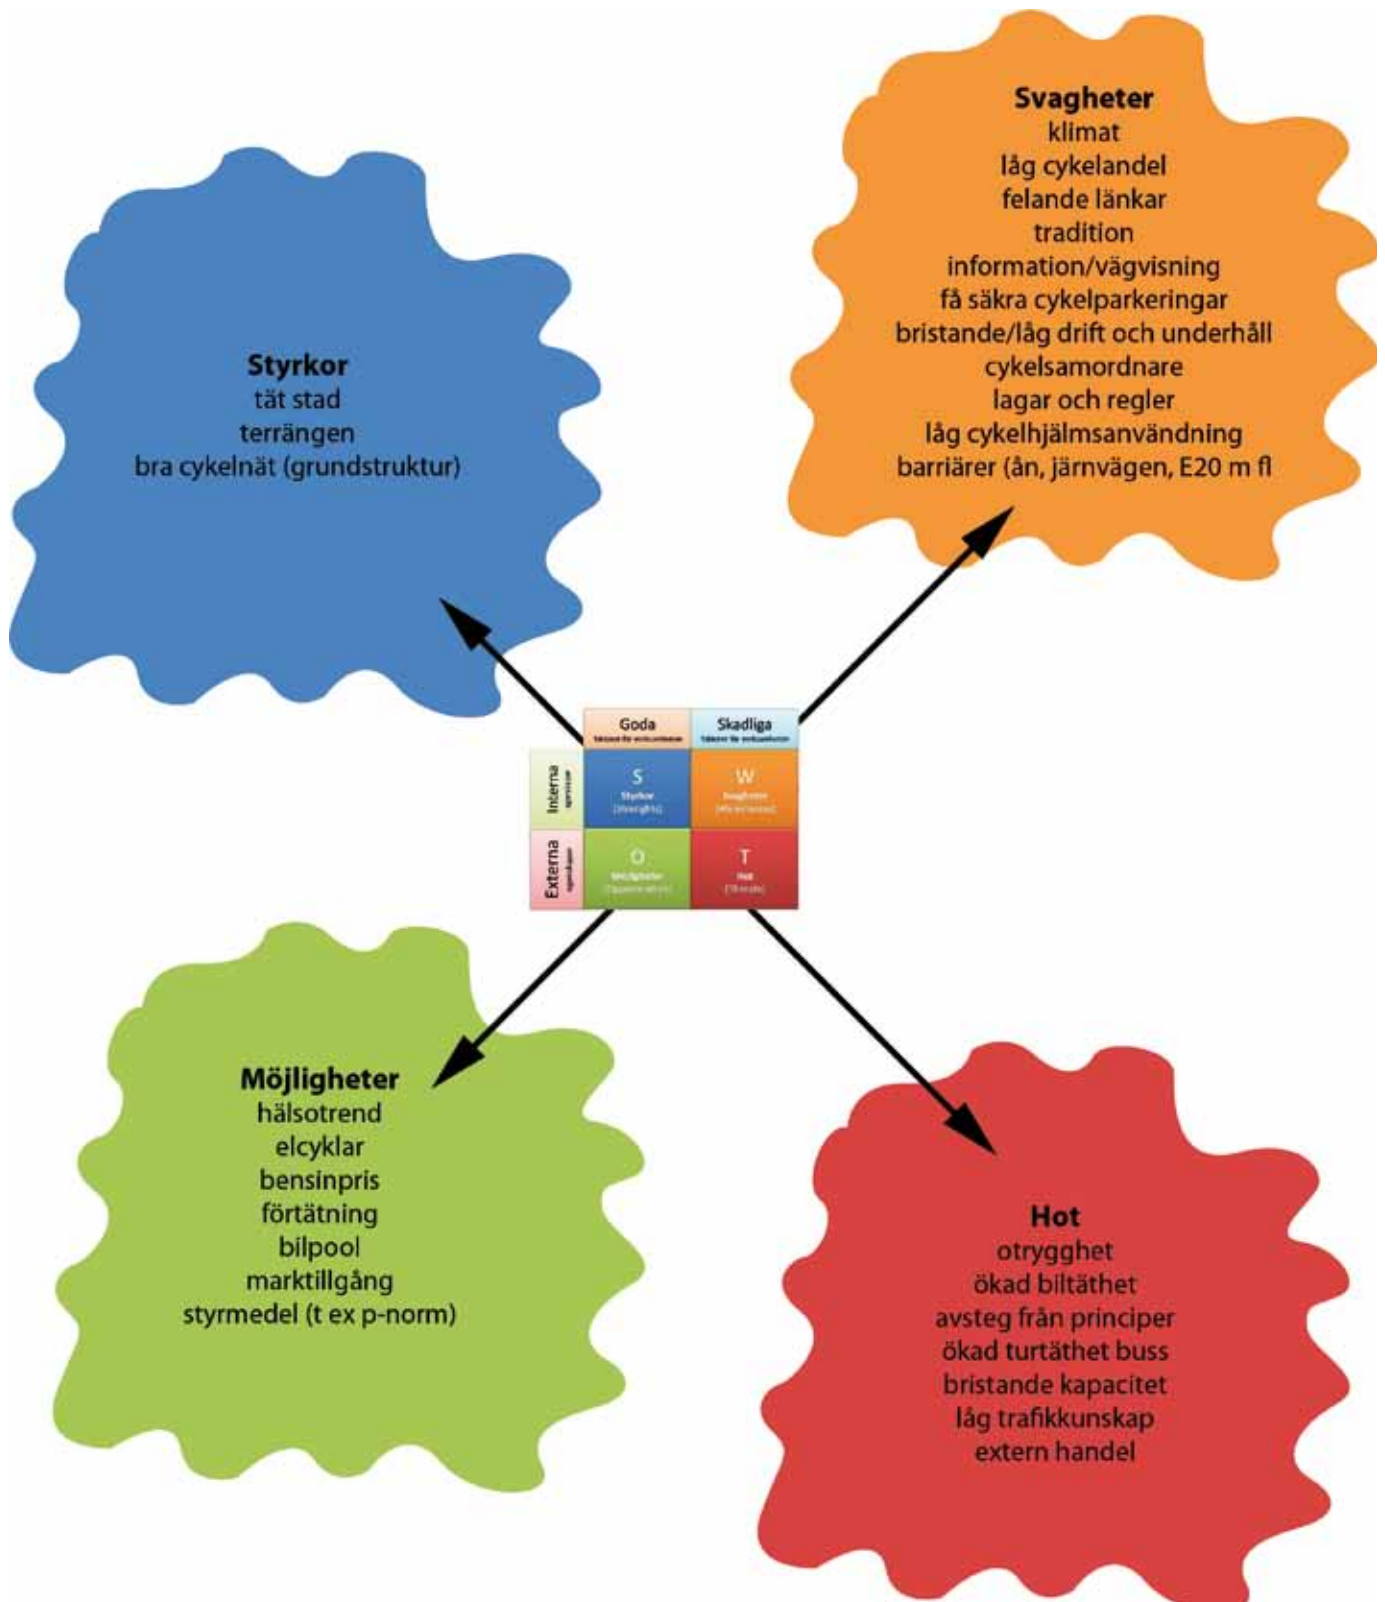 Svagheter
klimat
låg cykelandel
felande länkar
tradition
information/vägvisning
få säkra cykelparkeringar
bristande/låg drift och underhåll
cykelsamordnare
lagar och regler
låg cykelhjälmsanvändning
barriärer (ån, järnvägen, E20 m fl
Styrkor
tät stad
terrängen
bra cykelnät (grundstruktur)
Goda
Skadliga
Interna
S
Styrkor
W
Externa
O
Möjligheter
T
Hot
Möjligheter
hälsotrend
elcyklar
bensinpris
förtätning
bilpool
marktillgång
styrmedel (t ex p-norm)
Hot
otrygghet
ökad biltäthet
avsteg från principer
ökad turtäthet buss
bristande kapacitet
låg trafikkunskap
extern handel